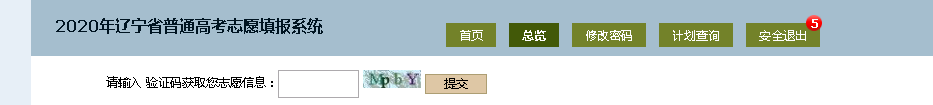 2020年辽宁省普通高考志愿填报系统
首页 总览 修改密码 计划查询 安全退出 5
请输入 验证码获取您志愿信息： MpbY 提交